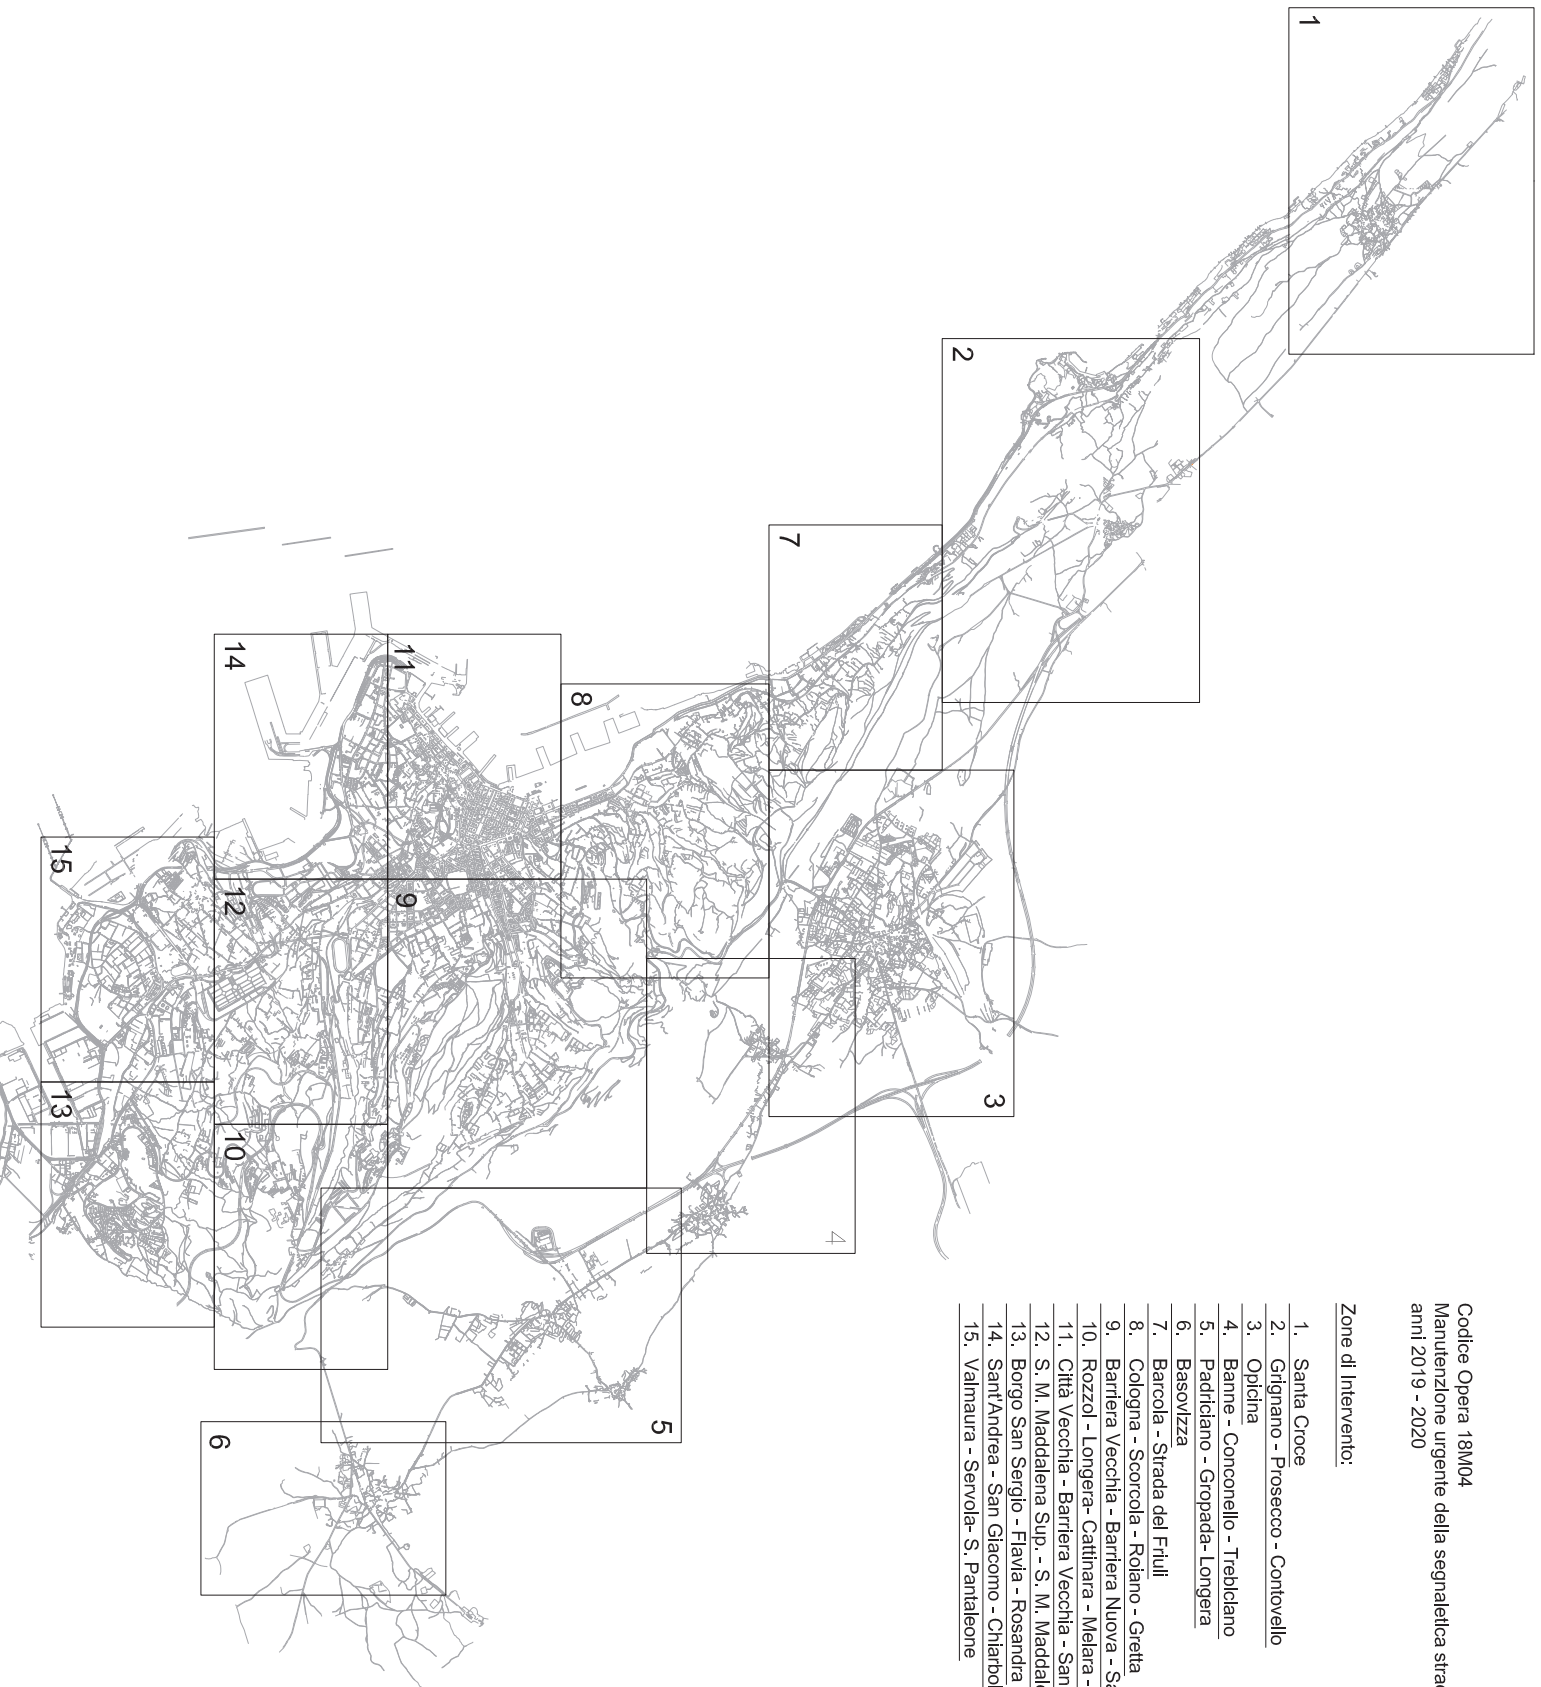 Codice Opera 18M04
Manutenzione urgente della segnaletica
anni 2019 - 2020
Zone di Intervento:
1. Santa Croce
2. Grignano - Prosecco - Contovello
3. Opicina
4. Banne - Conconello - Trebiciano
5. Padriciano - Gropada- Longera
6. Basovizza
7. Barcola - Strada del Friuli
8. Cologna - Scorcola - Roiano - Gretta
9. Barriera Vecchia - Barriera Nuova -
10. Rozzol - Longera- Cattinara - Melara -
11. Città Vecchia - Barriera Vecchia - San
12. S. M. Maddalena Sup. - S. M.
13. Borgo San Sergio - Flavia - Rosandra
14. Sant'Andrea - San Giacomo -
15. Valmaura - Servola- S. Pantaleone
1
2
7
14
11
8
15
12
9
3
13
10
4
5
6